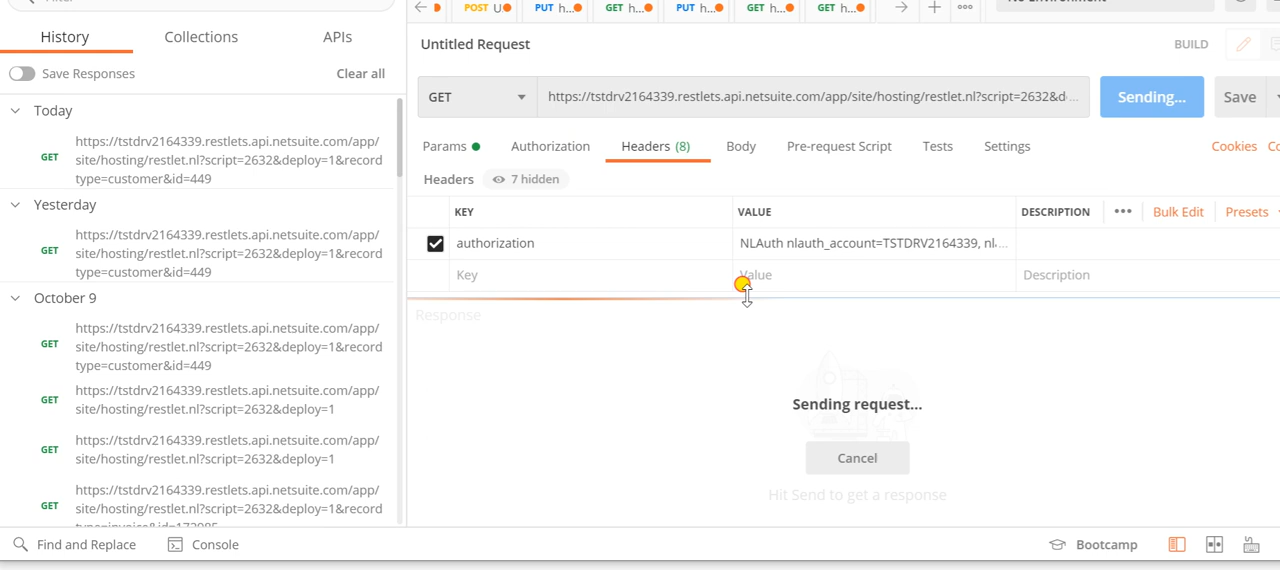 POST U
PUT h...
GET h...
PUT h...
GET h...
GET h...
History
Collections
APIs
Save Responses
Clear all
Today
GET
https://tstdrv2164339.restlets.api.netsuite.com/app/
site/hosting/restlet.nl?script=2632&deploy=1&record
type=customer&id=449
Yesterday
GET
https://tstdrv2164339.restlets.api.netsuite.com/app/
site/hosting/restlet.nl?script=2632&deploy=1&record
type=customer&id=449
October 9
GET
https://tstdrv2164339.restlets.api.netsuite.com/app/
site/hosting/restlet.nl?script=2632&deploy=1&record
type=customer&id=449
GET
https://tstdrv2164339.restlets.api.netsuite.com/app/
site/hosting/restlet.nl?script=2632&deploy=1
GET
https://tstdrv2164339.restlets.api.netsuite.com/app/
site/hosting/restlet.nl?script=2632&deploy=1
GET
https://tstdrv2164339.restlets.api.netsuite.com/app/
site/hosting/restlet.nl?script=2632&deploy=1&record
Untitled Request
BUILD
GET
https://tstdrv2164339.restlets.api.netsuite.com/app/site/hosting/restlet.nl?script=2632&d...
Sending...
Save
Params
Authorization
Headers (8)
Body
Pre-request Script
Tests
Settings
Cookies
Co
Headers
7 hidden
KEY
VALUE
DESCRIPTION
Bulk Edit
Presets
authorization
NLAuth nlauth_account=TSTDRV2164339, nl...
Key
Value
Description
Response
Sending request...
Cancel
Hit Send to get a response
Find and Replace
Console
Bootcamp